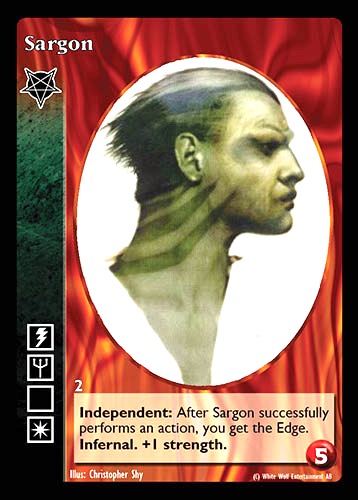 Sargon
2
Independent: After Sargon successfully
performs an action, you get the Edge.
Infernal. +1 strength.
5
Illus: Christopher Shy
(C) White Wolf Entertainment AB